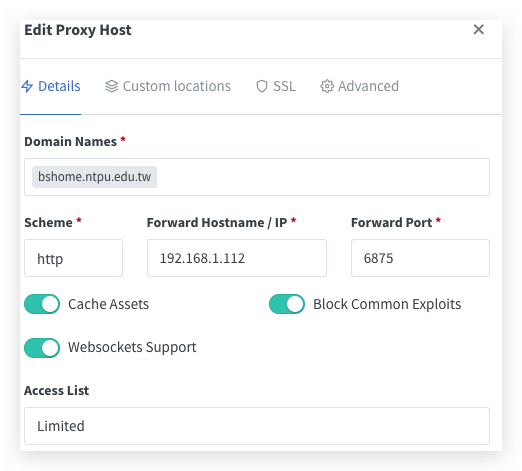 Edit Proxy Host
Details Custom locations SSL Advanced
Domain Names *
bshome.ntpu.edu.tw
Scheme * Forward Hostname / IP * Forward Port *
http 192.168.1.112 6875
Cache Assets Block Common Exploits
Websockets Support
Access List
Limited